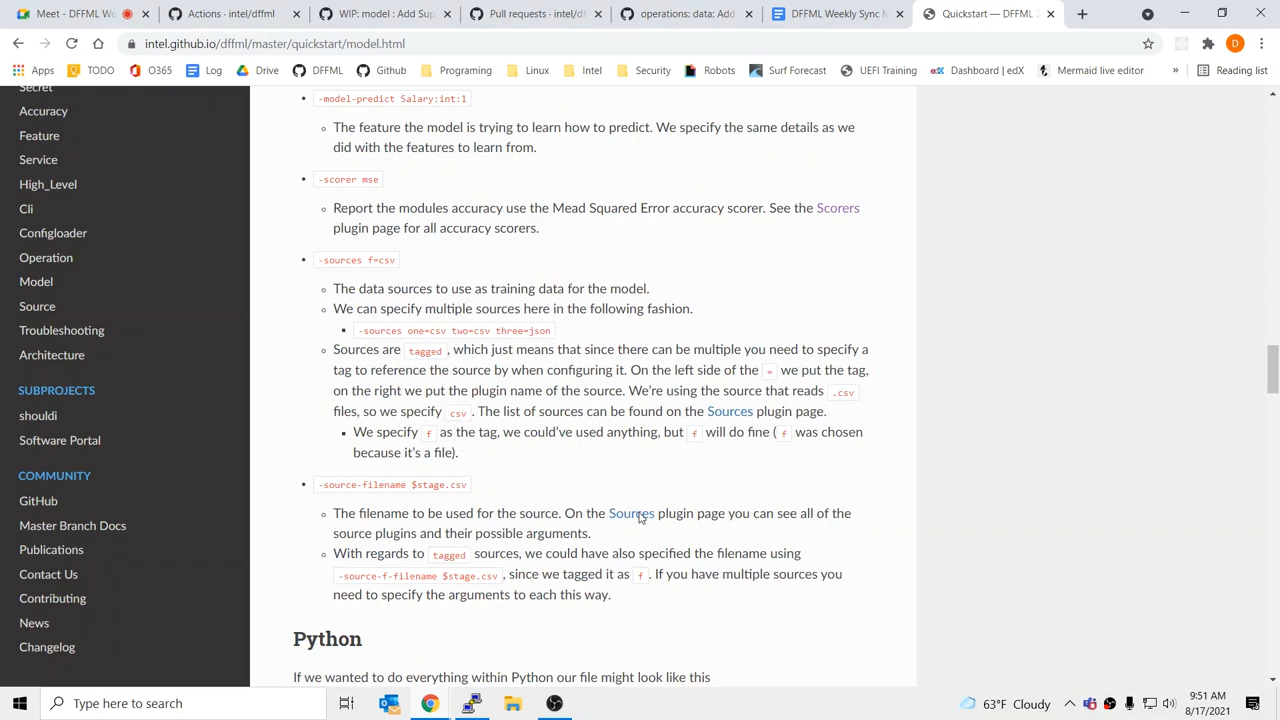 Meet - DFFML We
Actions · intel/dffml
WIP: model : Add Sup
Pull requests · intel/df
operations: data: Add
DFFML Weekly Sync M
Quickstart — DFFML 2
intel.github.io/dffml/master/quickstart/model.html
Apps
TODO
O365
Log
Drive
DFFML
Github
Programing
Linux
Intel
Security
Robots
Surf Forecast
UEFI Training
edX
Dashboard | edX
Mermaid live editor
»
Reading list
Secret
Accuracy
Feature
Service
High_Level
Cli
Configloader
Operation
Model
Source
Troubleshooting
Architecture
SUBPROJECTS
shouldi
Software Portal
COMMUNITY
GitHub
Master Branch Docs
Publications
Contact Us
Contributing
News
Changelog
-model-predict Salary:int:1
The feature the model is trying to learn how to predict. We specify the same details as we
did with the features to learn from.
-scorer mse
Report the modules accuracy use the Mead Squared Error accuracy scorer. See the Scorers
plugin page for all accuracy scorers.
-sources f=csv
The data sources to use as training data for the model.
We can specify multiple sources here in the following fashion.
-sources one=csv two=csv three=json
Sources are tagged, which just means that since there can be multiple you need to specify a
tag to reference the source by when configuring it. On the left side of the = we put the tag,
on the right we put the plugin name of the source. We're using the source that reads .csv
files, so we specify csv. The list of sources can be found on the Sources plugin page.
We specify f as the tag, we could've used anything, but f will do fine (f was chosen
because it's a file).
-source-filename $stage.csv
The filename to be used for the source. On the Sources plugin page you can see all of the
source plugins and their possible arguments.
With regards to tagged sources, we could have also specified the filename using
-source-f-filename $stage.csv, since we tagged it as f. If you have multiple sources you
need to specify the arguments to each this way.
Python
If we wanted to do everything within Python our file might look like this
Type here to search
63°F Cloudy
9:51 AM
8/17/2021